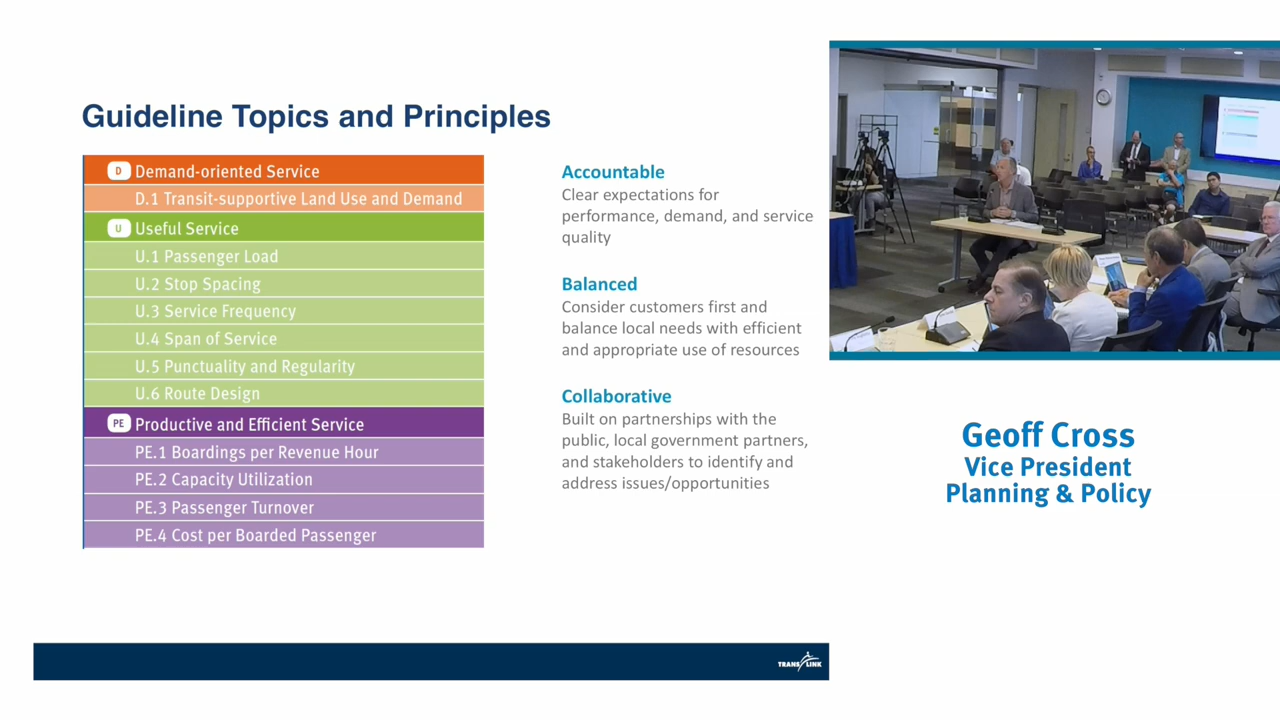 Guideline Topics and Principles
D Demand-oriented Service
D.1 Transit-supportive Land Use and Demand
U Useful Service
U.1 Passenger Load
U.2 Stop Spacing
U.3 Service Frequency
U.4 Span of Service
U.5 Punctuality and Regularity
U.6 Route Design
PE Productive and Efficient Service
PE.1 Boardings per Revenue Hour
PE.2 Capacity Utilization
PE.3 Passenger Turnover
PE.4 Cost per Boarded Passenger
Accountable
Clear expectations for
performance, demand, and service
quality
Balanced
Consider customers first and
balance local needs with efficient
and appropriate use of resources
Collaborative
Built on partnerships with the
public, local government partners,
and stakeholders to identify and
address issues/opportunities
Geoff Cross
Vice President
Planning & Policy
TRANS LINK